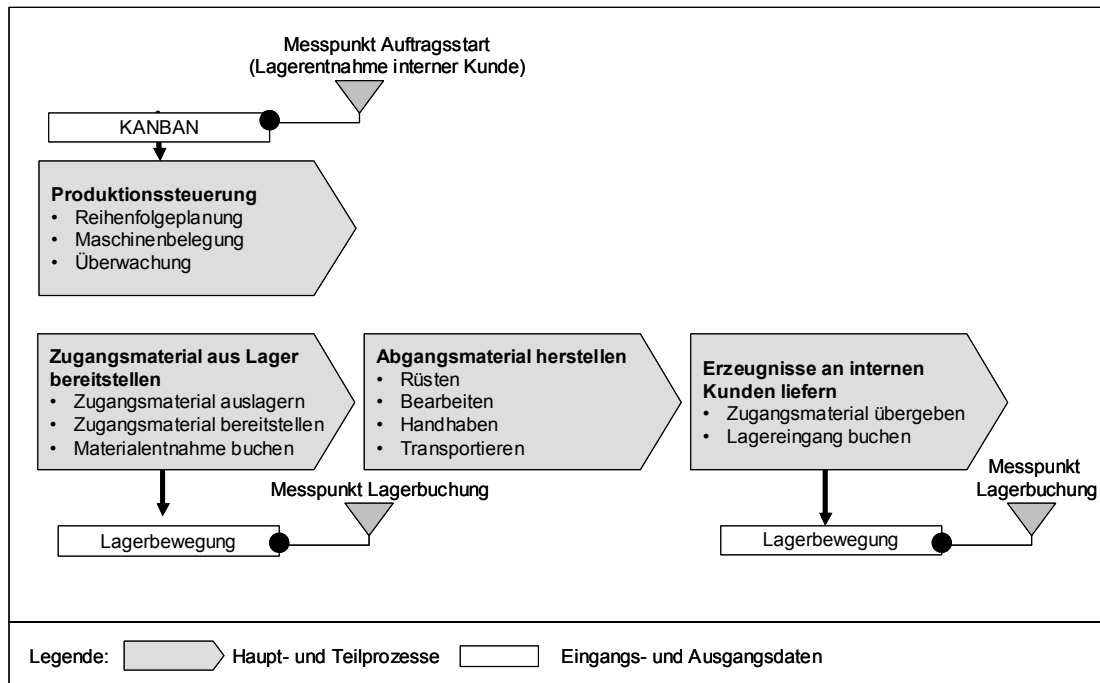 Messpunkt Auftragsstart
(Lagerentnahme interner Kunde)
KANBAN
Produktionssteuerung
• Reihenfolgeplanung
• Maschinenbelegung
• Überwachung
Zugangsmaterial aus Lager
bereitstellen
• Zugangsmaterial auslagern
• Zugangsmaterial bereitstellen
• Materialentnahme buchen
Abgangsmaterial herstellen
• Rüsten
• Bearbeiten
• Handhaben
• Transportieren
Erzeugnisse an internen
Kunden liefern
• Zugangsmaterial übergeben
• Lagereingang buchen
Messpunkt Lagerbuchung
Lagerbewegung
Messpunkt
Lagerbuchung
Lagerbewegung
Legende:
Haupt- und Teilprozesse
Eingangs- und Ausgangsdaten